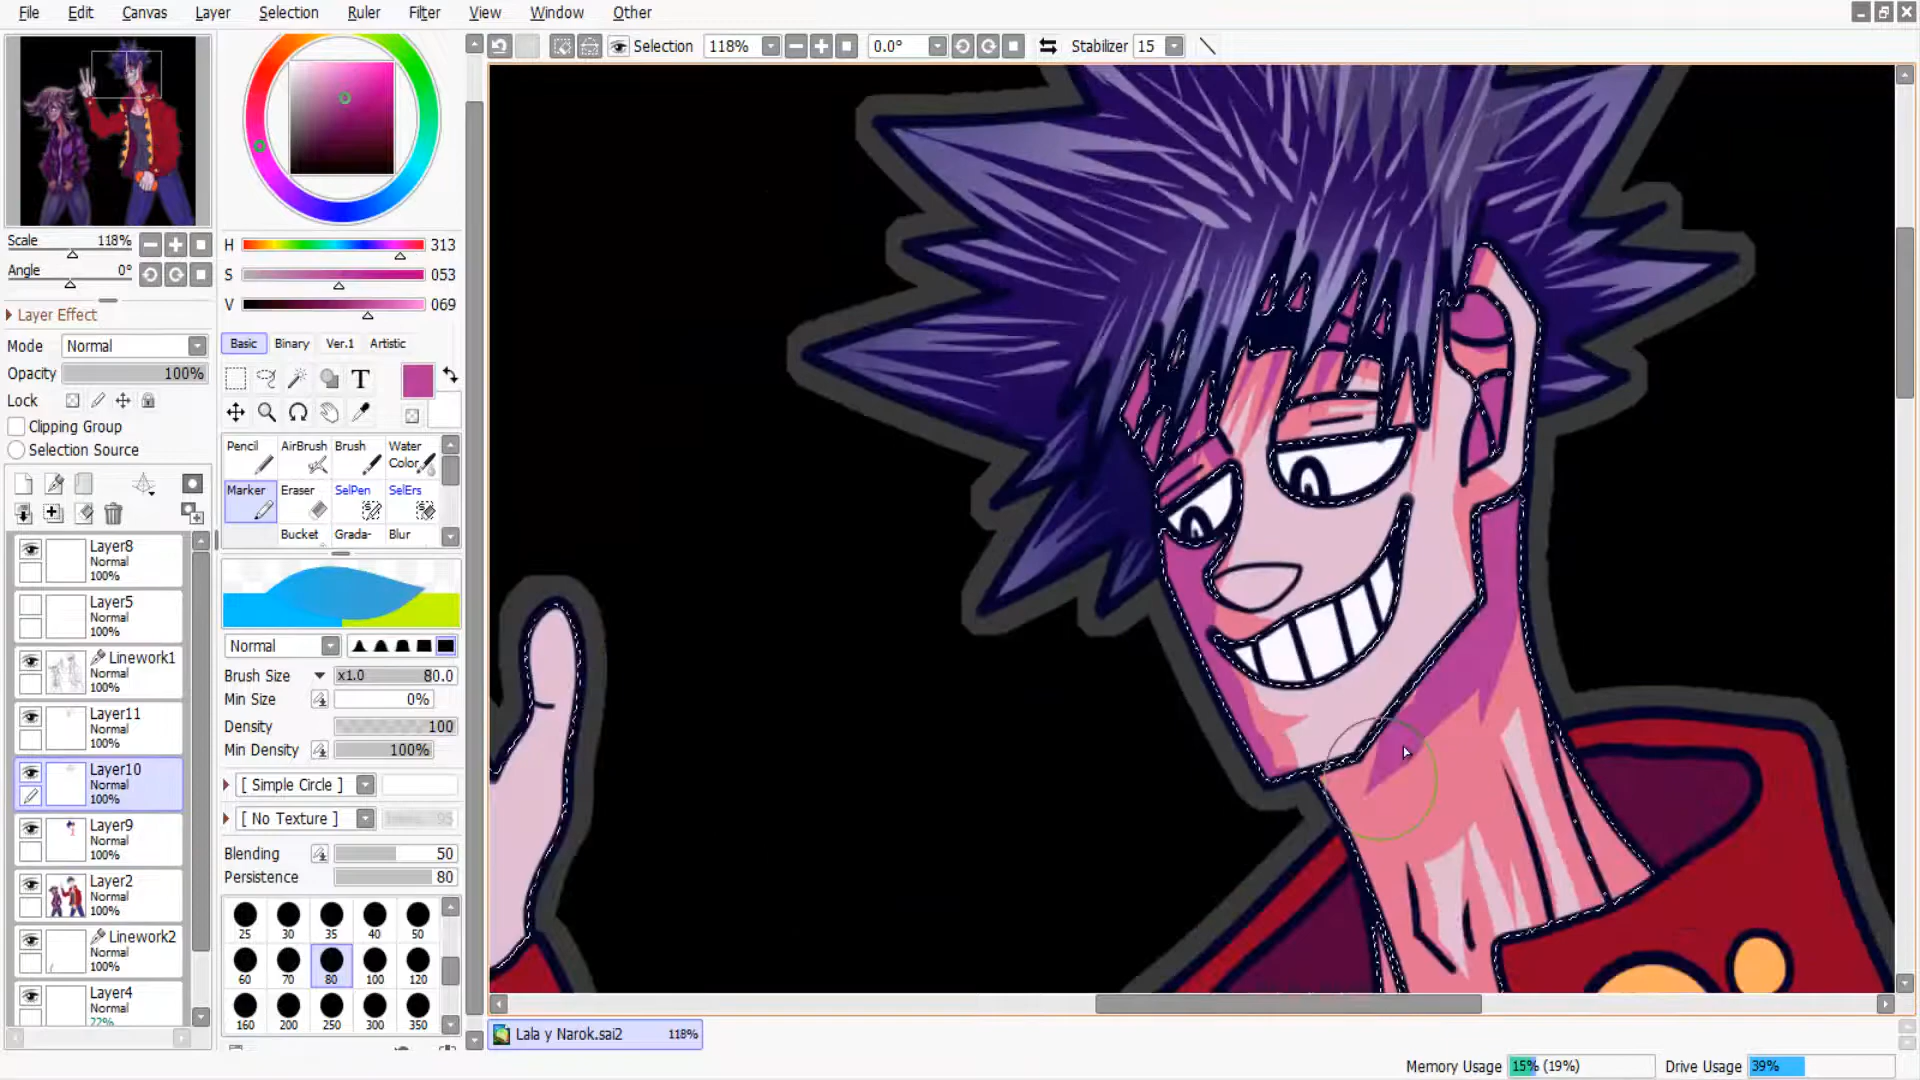 File Edit Canvas Layer Selection Ruler Filter View Window Other
Selection 118% 0.0° Stabilizer 15
Scale 118%
Angle 0°
Layer Effect
Mode Normal
Opacity 100%
Lock
Clipping Group
Selection Source
Layer8
Normal
100%
Layer5
Normal
100%
Linework1
Normal
100%
Layer11
Normal
100%
Layer10
Normal
100%
Layer9
Normal
100%
Layer2
Normal
100%
Linework2
Normal
100%
Layer4
Normal
22%
H 313
S 053
V 069
Basic Binary Ver.1 Artistic
T
Pencil AirBrush Brush Water Color
Marker Eraser SelPen SelErs
Bucket Grada- Blur
Normal
Brush Size x1.0 80.0
Min Size 0%
Density 100
Min Density 100%
[ Simple Circle ]
[ No Texture ] 95
Blending 50
Persistence 80
25 30 35 40 50
60 70 80 100 120
160 200 250 300 350
Lala y Narok.sai2 118%
Memory Usage 15% (19%) Drive Usage 39%